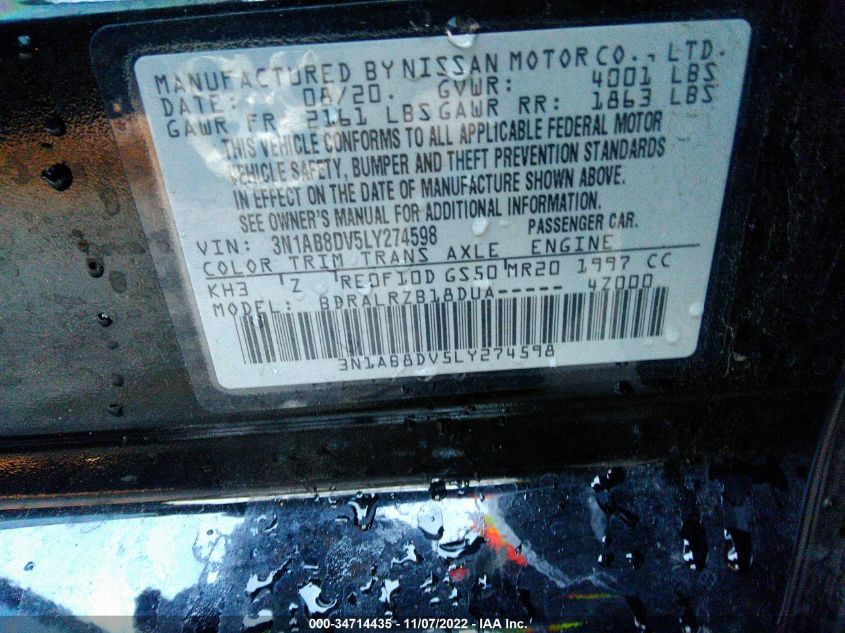 MANUFACTURED BY NISSAN MOTOR CO., LTD.
DATE: 08/20. GVWR: 4001 LBS
GAWR FR. 2161 LBS GAWR RR: 1863 LBS
THIS VEHICLE CONFORMS TO ALL APPLICABLE FEDERAL MOTOR
VEHICLE SAFETY, BUMPER AND THEFT PREVENTION STANDARDS
IN EFFECT ON THE DATE OF MANUFACTURE SHOWN ABOVE.
SEE OWNER'S MANUAL FOR ADDITIONAL INFORMATION.
VIN: 3N1AB8DV5LY274598 PASSENGER CAR.
COLOR TRIM TRANS AXLE ENGINE
KH3 'Z 'REOF10D GS50'MR20 1997 CC
MODEL: BDRALRZB18DUA----- 4Z000
3N1AB8DV5LY274598
000-34714435 - 11/07/2022 - IAA Inc.